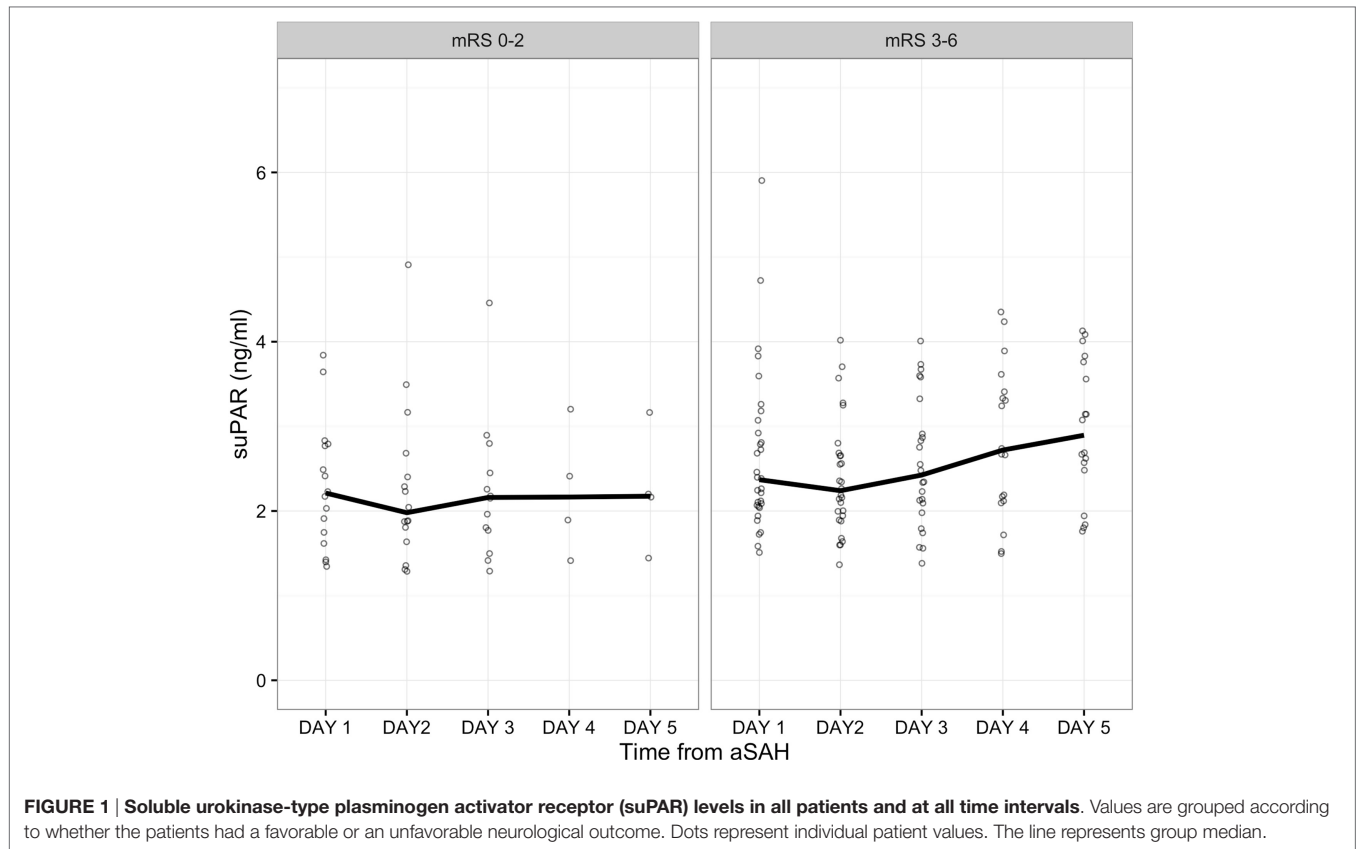 mRS 0-2
mRS 3-6
6
4
2
0
suPAR (ng/ml)
DAY 1 DAY2 DAY 3 DAY 4 DAY 5
DAY 1 DAY2 DAY 3 DAY 4 DAY 5
Time from aSAH
FIGURE 1 | Soluble urokinase-type plasminogen activator receptor (suPAR) levels in all patients and at all time intervals. Values are grouped according
to whether the patients had a favorable or an unfavorable neurological outcome. Dots represent individual patient values. The line represents group median.